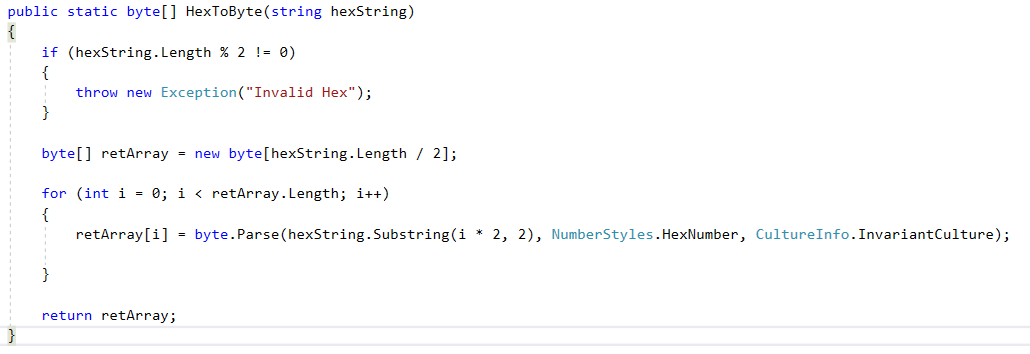 public static byte[] HexToByte(string hexString)
{
    if (hexString.Length % 2 != 0)
    {
        throw new Exception("Invalid Hex");
    }
    byte[] retArray = new byte[hexString.Length / 2];
    for (int i = 0; i < retArray.Length; i++)
    {
        retArray[i] = byte.Parse(hexString.Substring(i * 2, 2), NumberStyles.HexNumber, CultureInfo.InvariantCulture);
    }
    return retArray;
}